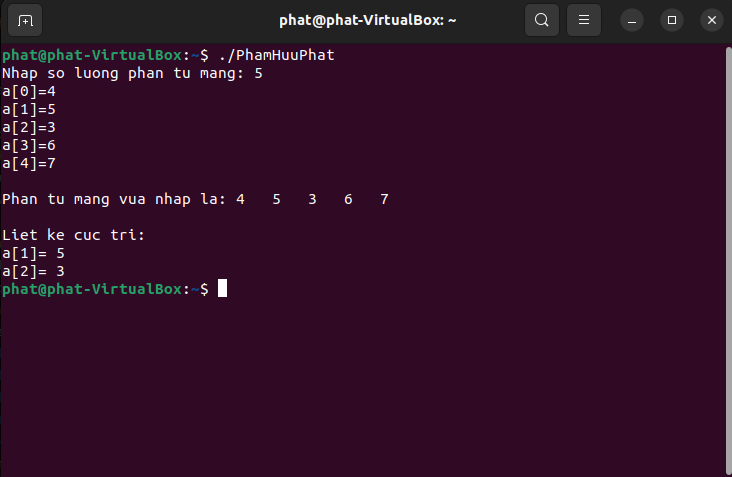 phat@phat-VirtualBox: ~
phat@phat-VirtualBox:~$ ./PhamHuuPhat
Nhap so luong phan tu mang: 5
a[0]=4
a[1]=5
a[2]=3
a[3]=6
a[4]=7
Phan tu mang vua nhap la: 4   5   3   6   7
Liet ke cuc tri:
a[1]= 5
a[2]= 3
phat@phat-VirtualBox:~$